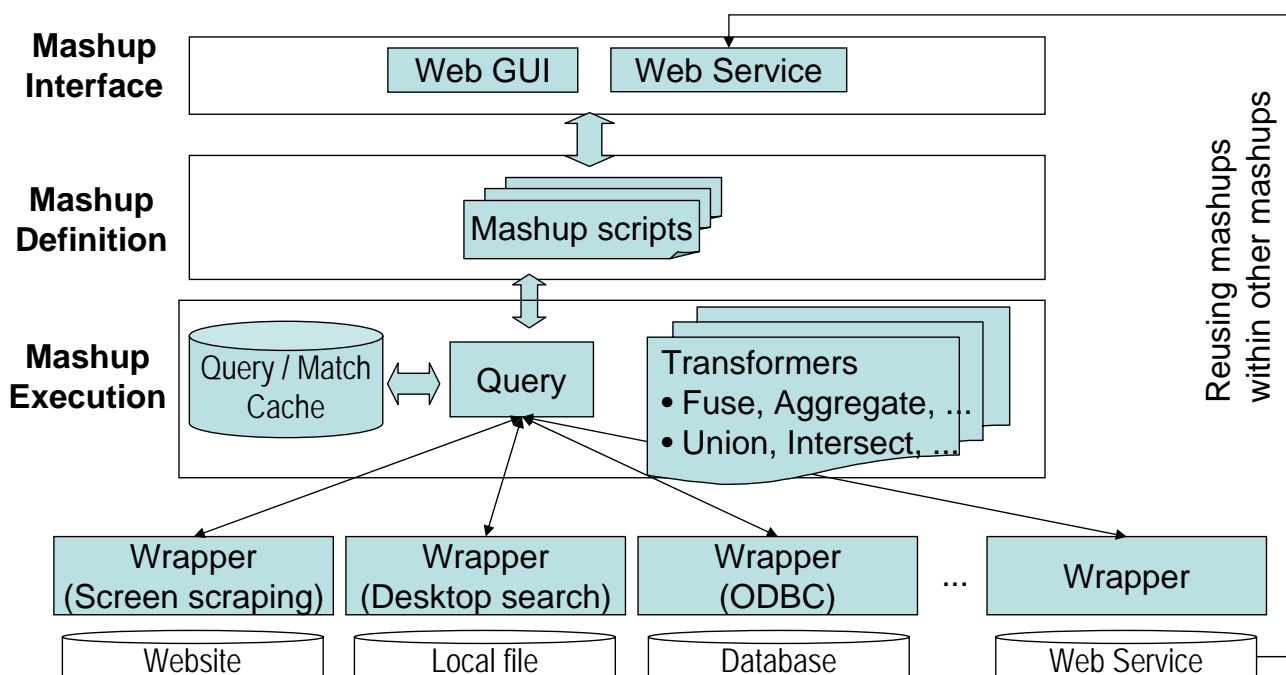 Mashup
Interface
Web GUI
Web Service
Mashup
Definition
Mashup scripts
Mashup
Execution
Query / Match
Cache
Query
Transformers
• Fuse, Aggregate, ...
• Union, Intersect, ...
Reusing mashups
within other mashups
Wrapper
(Screen scraping)
Wrapper
(Desktop search)
Wrapper
(ODBC)
...
Wrapper
Website
Local file
Database
Web Service